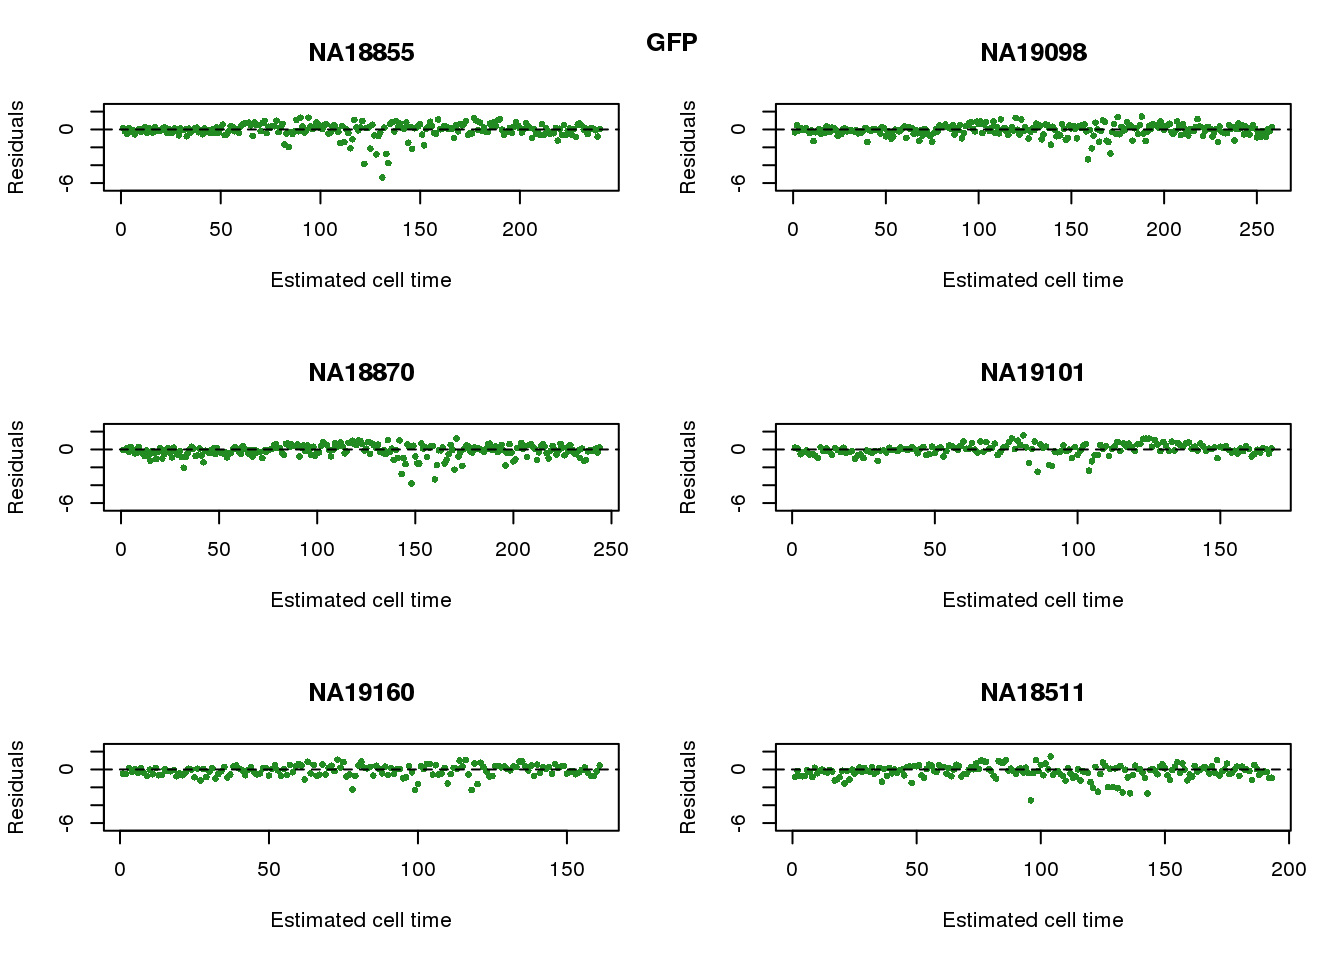 GFP
NA18855
Residuals
0
-6
0 50 100 150 200
Estimated cell time
NA19098
Residuals
0
-6
0 50 100 150 200 250
Estimated cell time
NA18870
Residuals
0
-6
0 50 100 150 200 250
Estimated cell time
NA19101
Residuals
0
-6
0 50 100 150
Estimated cell time
NA19160
Residuals
0
-6
0 50 100 150
Estimated cell time
NA18511
Residuals
0
-6
0 50 100 150 200
Estimated cell time